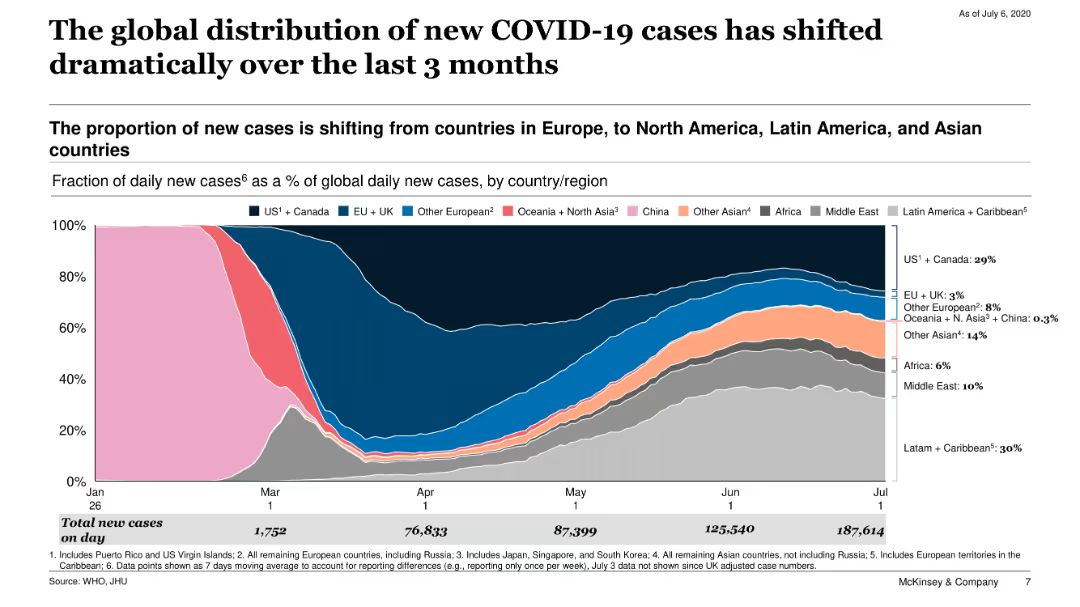 As of July 6, 2020
The global distribution of new COVID-19 cases has shifted
dramatically over the last 3 months
The proportion of new cases is shifting from countries in Europe, to North America, Latin America, and Asian
countries
Fraction of daily new cases⁶ as a % of global daily new cases, by country/region
US¹ + Canada EU + UK Other European² Oceania + North Asia³ China Other Asian⁴ Africa Middle East Latin America + Caribbean⁵
100%
80%
60%
40%
20%
0%
US¹ + Canada: 29%
EU + UK: 3%
Other European²: 8%
Oceania + N. Asia³ + China: 0.3%
Other Asian⁴: 14%
Africa: 6%
Middle East: 10%
Latam + Caribbean⁵: 30%
Jan Mar Apr May Jun Jul
26 1 1 1 1 1
Total new cases
on day
1,752 76,833 87,399 125,540 187,614
1. Includes Puerto Rico and US Virgin Islands; 2. All remaining European countries, including Russia; 3. Includes Japan, Singapore, and South Korea; 4. All remaining Asian countries, not including Russia; 5. Includes European territories in the
Caribbean; 6. Data points shown as 7 days moving average to account for reporting differences (e.g., reporting only once per week), July 3 data not shown since UK adjusted case numbers.
Source: WHO, JHU
McKinsey & Company 7